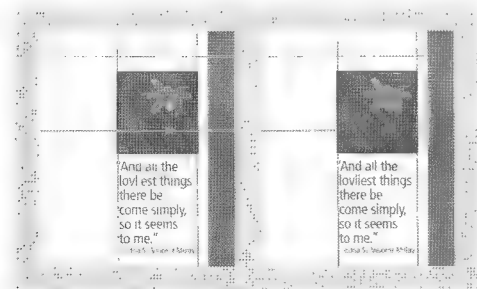 "And all the
lovl est things
there be
come simply,
so it seems
to me."
"And all the
lovliest things
there be
come simply,
so it seems
to me."